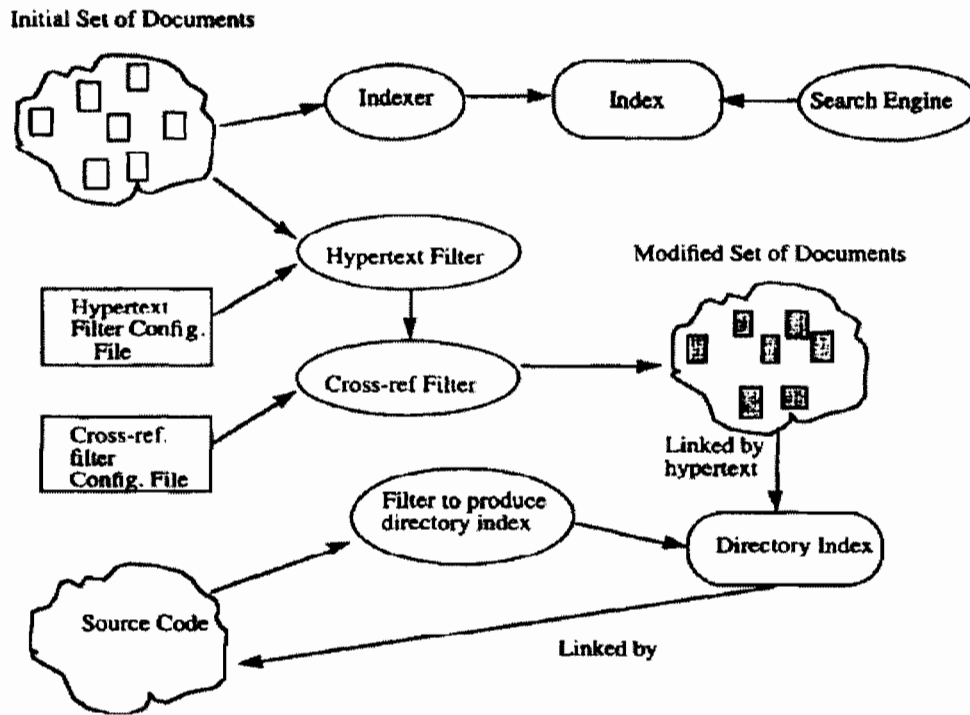 Initial Set of Documents
Indexer
Index
Search Engine
Hypertext Filter
Modified Set of Documents
Hypertext
Filter Config.
File
Cross-ref Filter
Cross-ref.
filter
Config. File
Linked by
hypertext
Filter to produce
directory index
Directory Index
Source Code
Linked by